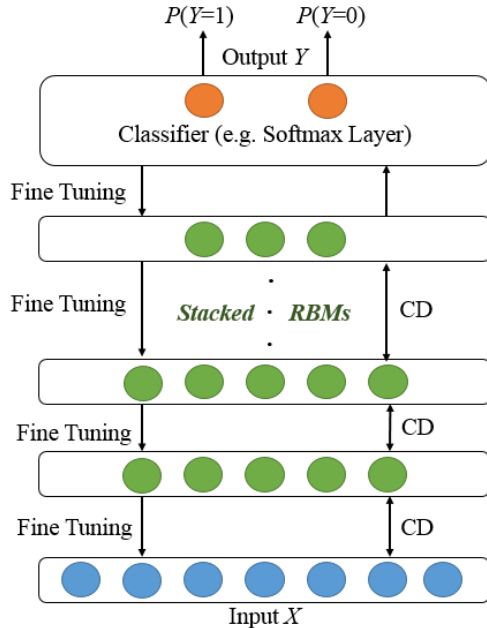 P(Y=1) P(Y=0)
Output Y
Classifier (e.g. Softmax Layer)
Fine Tuning
Fine Tuning Stacked RBMs CD
Fine Tuning CD
Fine Tuning CD
Input X